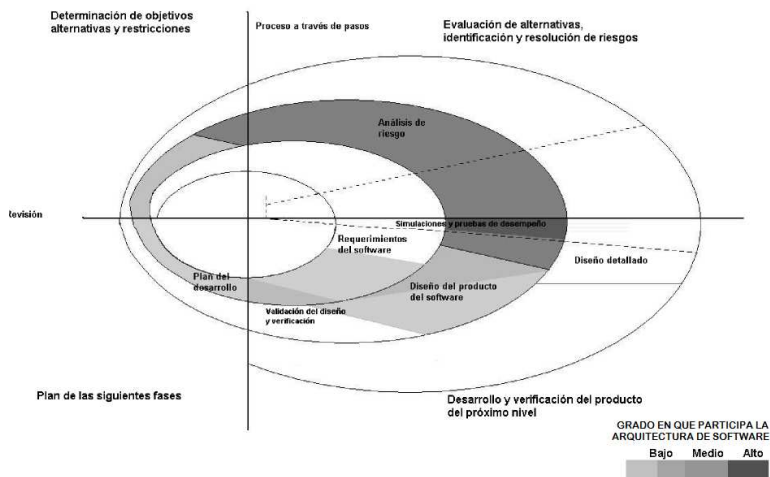 Determinación de objetivos
alternativas y restricciones
Proceso a través de pasos
Evaluación de alternativas,
identificación y resolución de riesgos
Análisis de
riesgo
Revisión
Simulaciones y pruebas de desempeño
Requerimientos
del software
Diseño detallado
Plan del
desarrollo
Diseño del producto
del software
Validación del diseño
y verificación
Plan de las siguientes fases
Desarrollo y verificación del producto
del próximo nivel
GRADO EN QUE PARTICIPA LA
ARQUITECTURA DE SOFTWARE
Bajo Medio Alto